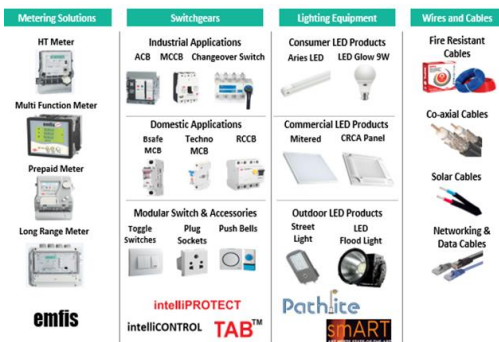 Metering Solutions
HT Meter
Multi Function Meter
emfis
Prepaid Meter
Long Range Meter
emfis
Switchgears
Industrial Applications
ACB MCCB Changeover Switch
Domestic Applications
Bsafe MCB
Techno MCB
RCCB
Modular Switch & Accessories
Toggle Switches
Plug Sockets
Push Bells
intelliPROTECT
intelliCONTROL TAB™
Lighting Equipment
Consumer LED Products
Aries LED LED Glow 9W
Commercial LED Products
Mitered CRCA Panel
Outdoor LED Products
Street Light
LED Flood Light
Pathlite
smART
Wires and Cables
Fire Resistant
Cables
Co-axial Cables
Solar Cables
Networking &
Data Cables